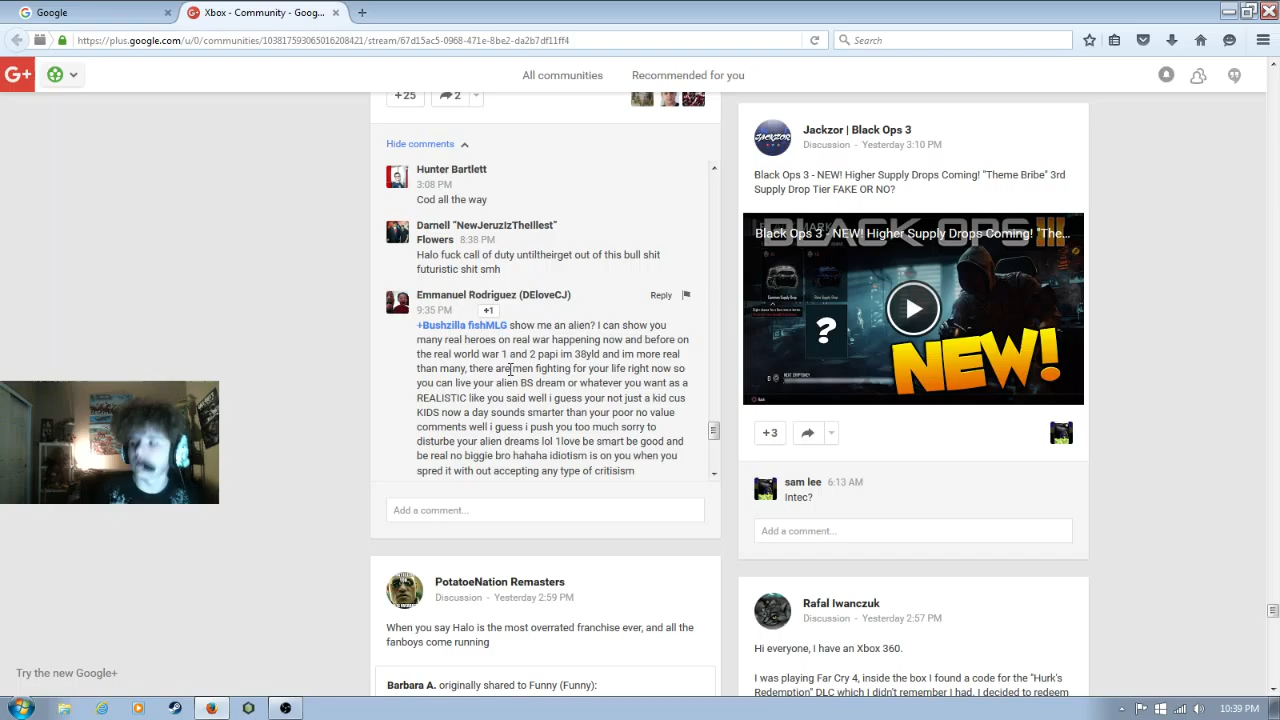 Google
Xbox - Community - Goog...
https://plus.google.com/u/0/communities/103817593065016208421/stream/67d15ac5-0968-471e-8be2-da2b7df11ff4
Search
G+
All communities
Recommended for you
+25
2
Hide comments
Hunter Bartlett
3:08 PM
Cod all the way
Darnell “NewJeruzIzTheIllest”
Flowers 8:38 PM
Halo fuck call of duty untiltheirget out of this bull shit
futuristic shit smh
Emmanuel Rodriguez (DEloveCJ)
Reply
9:35 PM
+1
+Bushzilla fishMLG show me an alien? I can show you
many real heroes on real war happening now and before on
the real world war 1 and 2 papi im 38yld and im more real
than many, there are men fighting for your life right now so
you can live your alien BS dream or whatever you want as a
REALISTIC like you said well i guess your not just a kid cus
KIDS now a day sounds smarter than your poor no value
comments well i guess i push you too much sorry to
disturbe your alien dreams lol 1love be smart be good and
be real no biggie bro hahaha idiotism is on you when you
spred it with out accepting any type of critisism
Add a comment...
PotatoeNation Remasters
Discussion - Yesterday 2:59 PM
When you say Halo is the most overrated franchise ever, and all the
fanboys come running
Barbara A. originally shared to Funny (Funny):
Jackzor | Black Ops 3
Discussion - Yesterday 3:10 PM
Black Ops 3 - NEW! Higher Supply Drops Coming! "Theme Bribe" 3rd
Supply Drop Tier FAKE OR NO?
BLACK OPS III
Black Ops 3 - NEW! Higher Supply Drops Coming! "The...
?
NEW!
+3
sam lee 6:13 AM
Intec?
Add a comment...
Rafal Iwanczuk
Discussion - Yesterday 2:57 PM
Hi everyone, I have an Xbox 360.
I was playing Far Cry 4, inside the box I found a code for the "Hurk's
Redemption" DLC which I didn't remember I had. I decided to redeem
Try the new Google+
10:39 PM